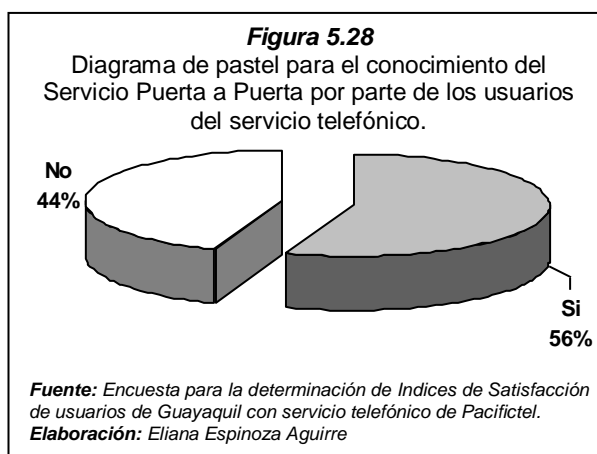 Figura 5.28
Diagrama de pastel para el conocimiento del
Servicio Puerta a Puerta por parte de los usuarios
del servicio telefónico.
No
44%
Si
56%
Fuente: Encuesta para la determinación de Indices de Satisfacción
de usuarios de Guayaquil con servicio telefónico de Pacifictel.
Elaboración: Eliana Espinoza Aguirre